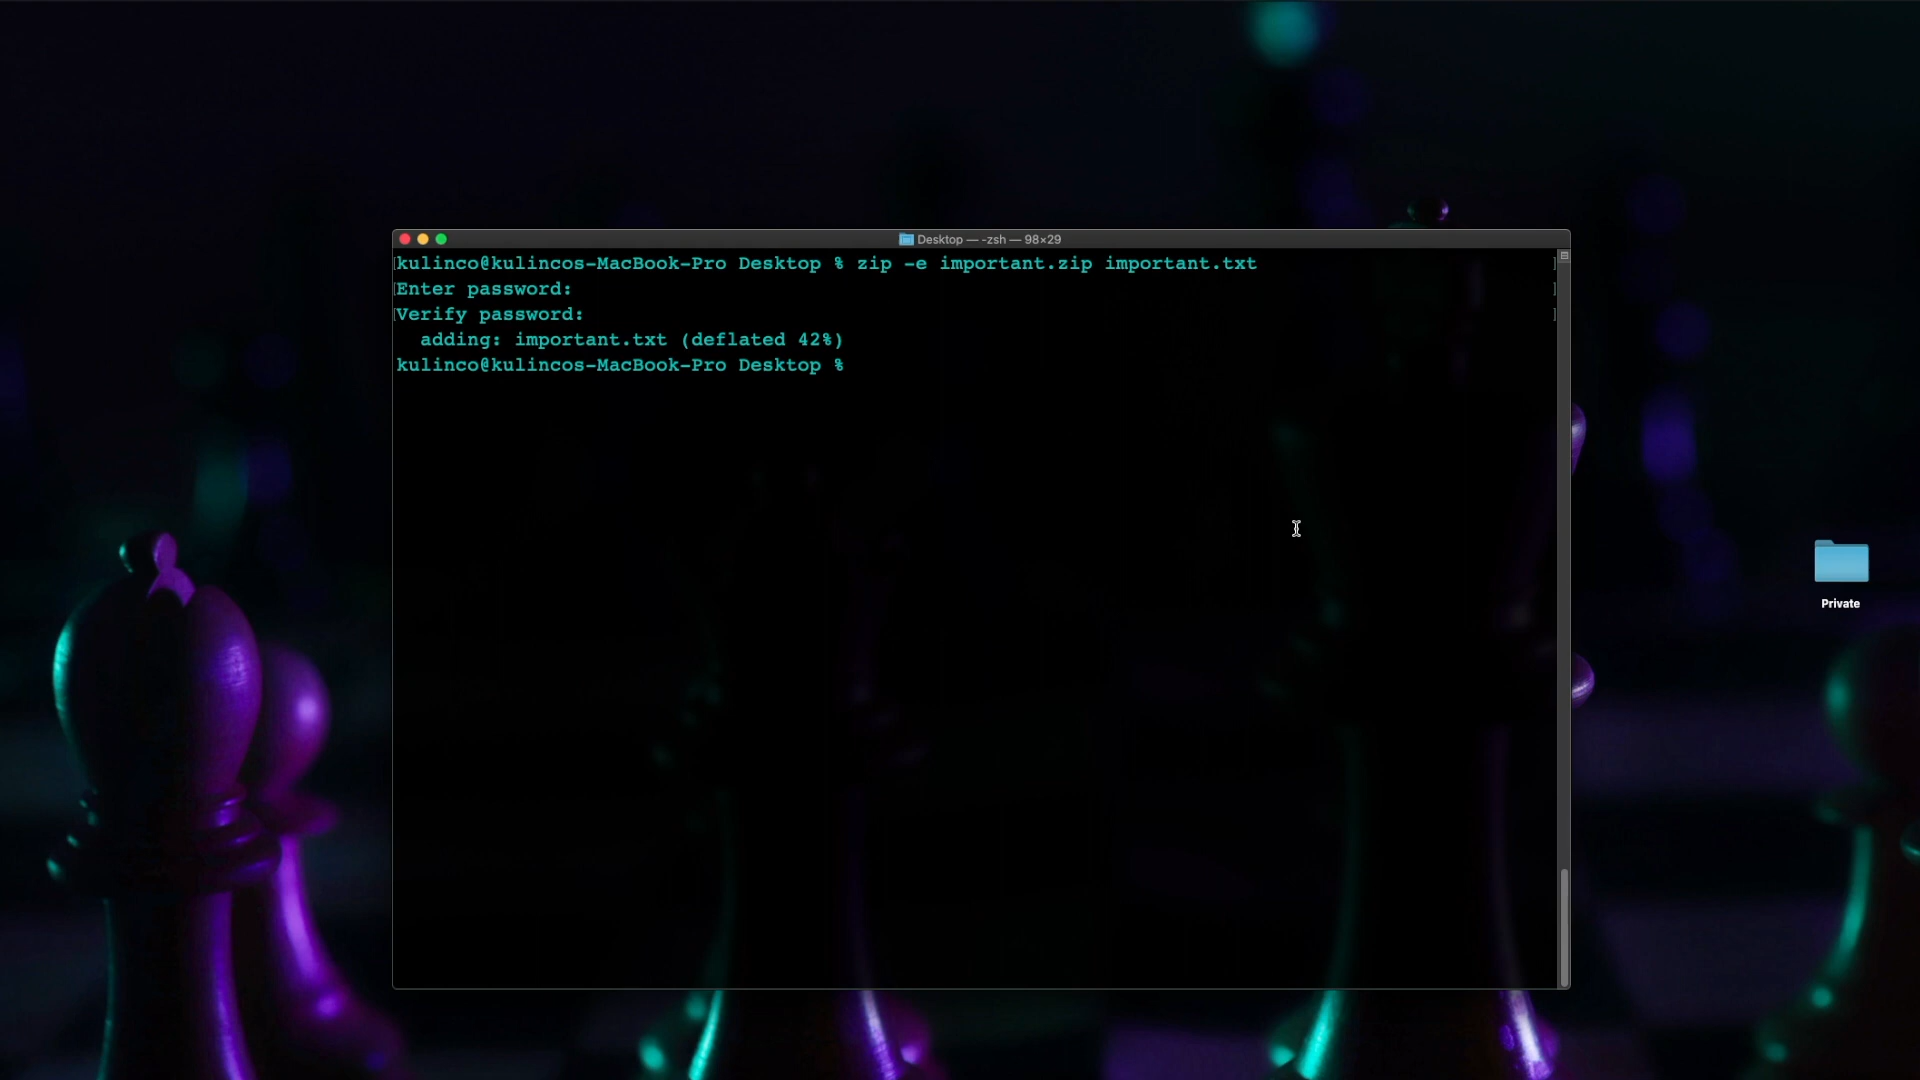 Desktop — -zsh — 98×29
kulinco@kulincos-MacBook-Pro Desktop % zip -e important.zip important.txt
Enter password:
Verify password:
  adding: important.txt (deflated 42%)
kulinco@kulincos-MacBook-Pro Desktop %
Private